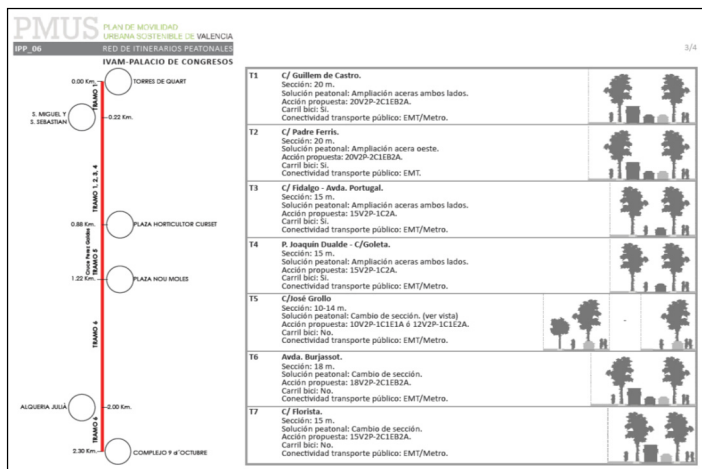 PMUS PLAN DE MOVILIDAD
URBANA SOSTENIBLE DE VALENCIA
IPP_06 RED DE ITINERARIOS PEATONALES 3/4
IVAM-PALACIO DE CONGRESOS
0.00 Km. TORRES DE QUART
TRAMO 1
S. MIGUEL Y
S. SEBASTIAN
0.22 Km.
TRAMO 1, 2, 3, 4
0.88 Km. PLAZA HORTICULTOR CURSET
TRAMO 5
1.22 Km. PLAZA NOU MOLES
TRAMO 6
ALQUERIA JULIÀ 2.00 Km.
TRAMO 6
2.30 Km. COMPLEJO 9 d'OCTUBRE
T1 C/ Guillem de Castro.
Sección: 20 m.
Solución peatonal: Ampliación aceras ambos lados.
Acción propuesta: 20V2P-2C1EB2A.
Carril bici: Si.
Conectividad transporte público: EMT/Metro.
T2 C/ Padre Ferris.
Sección: 20 m.
Solución peatonal: Ampliación acera oeste.
Acción propuesta: 20V2P-2C1EB2A.
Carril bici: Si.
Conectividad transporte público: EMT.
T3 C/ Fidalgo - Avda. Portugal.
Sección: 15 m.
Solución peatonal: Ampliación aceras ambos lados.
Acción propuesta: 15V2P-1C2A.
Carril bici: Si.
Conectividad transporte público: EMT/Metro.
T4 P. Joaquín Dualde - C/Goleta.
Sección: 15 m.
Solución peatonal: Ampliación aceras ambos lados.
Acción propuesta: 15V2P-1C2A.
Carril bici: Si.
Conectividad transporte público: EMT/Metro.
T5 C/José Grollo
Sección: 10-14 m.
Solución peatonal: Cambio de sección. (ver vista)
Acción propuesta: 10V2P-1C1E1A ó 12V2P-1C1E2A.
Carril bici: No.
Conectividad transporte público: EMT/Metro.
-
T6 Avda. Burjassot.
Sección: 18 m.
Solución peatonal: Cambio de sección.
Acción propuesta: 18V2P-2C1EB2A.
Carril bici: No.
Conectividad transporte público: EMT/Metro.
T7 C/ Florista.
Sección: 15 m.
Solución peatonal: Cambio de sección.
Acción propuesta: 15V2P-2C1EB2A.
Carril bici: No.
Conectividad transporte público: EMT/Metro.